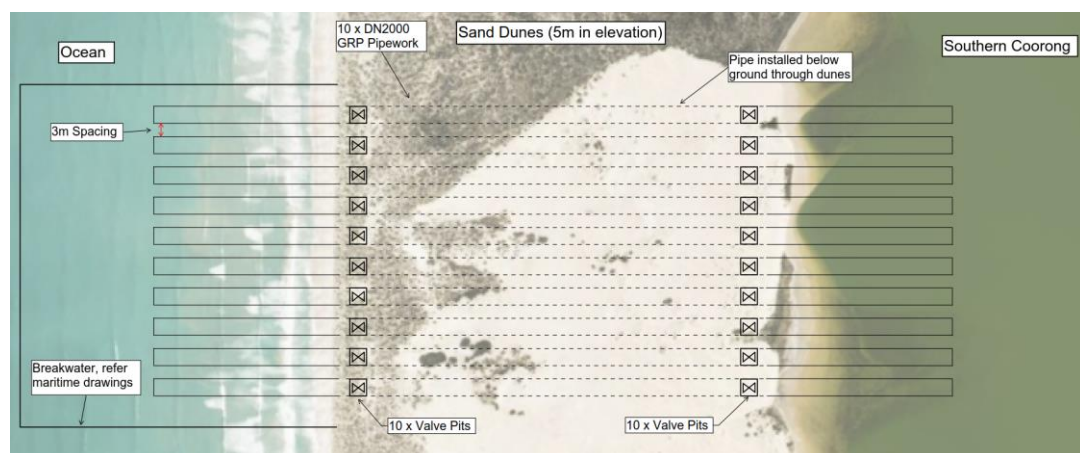 Ocean
10 x DN2000
GRP Pipework
Sand Dunes (5m in elevation)
Southern Coorong
Pipe installed below
ground through dunes
3m Spacing
Breakwater, refer
maritime drawings
10 x Valve Pits
10 x Valve Pits